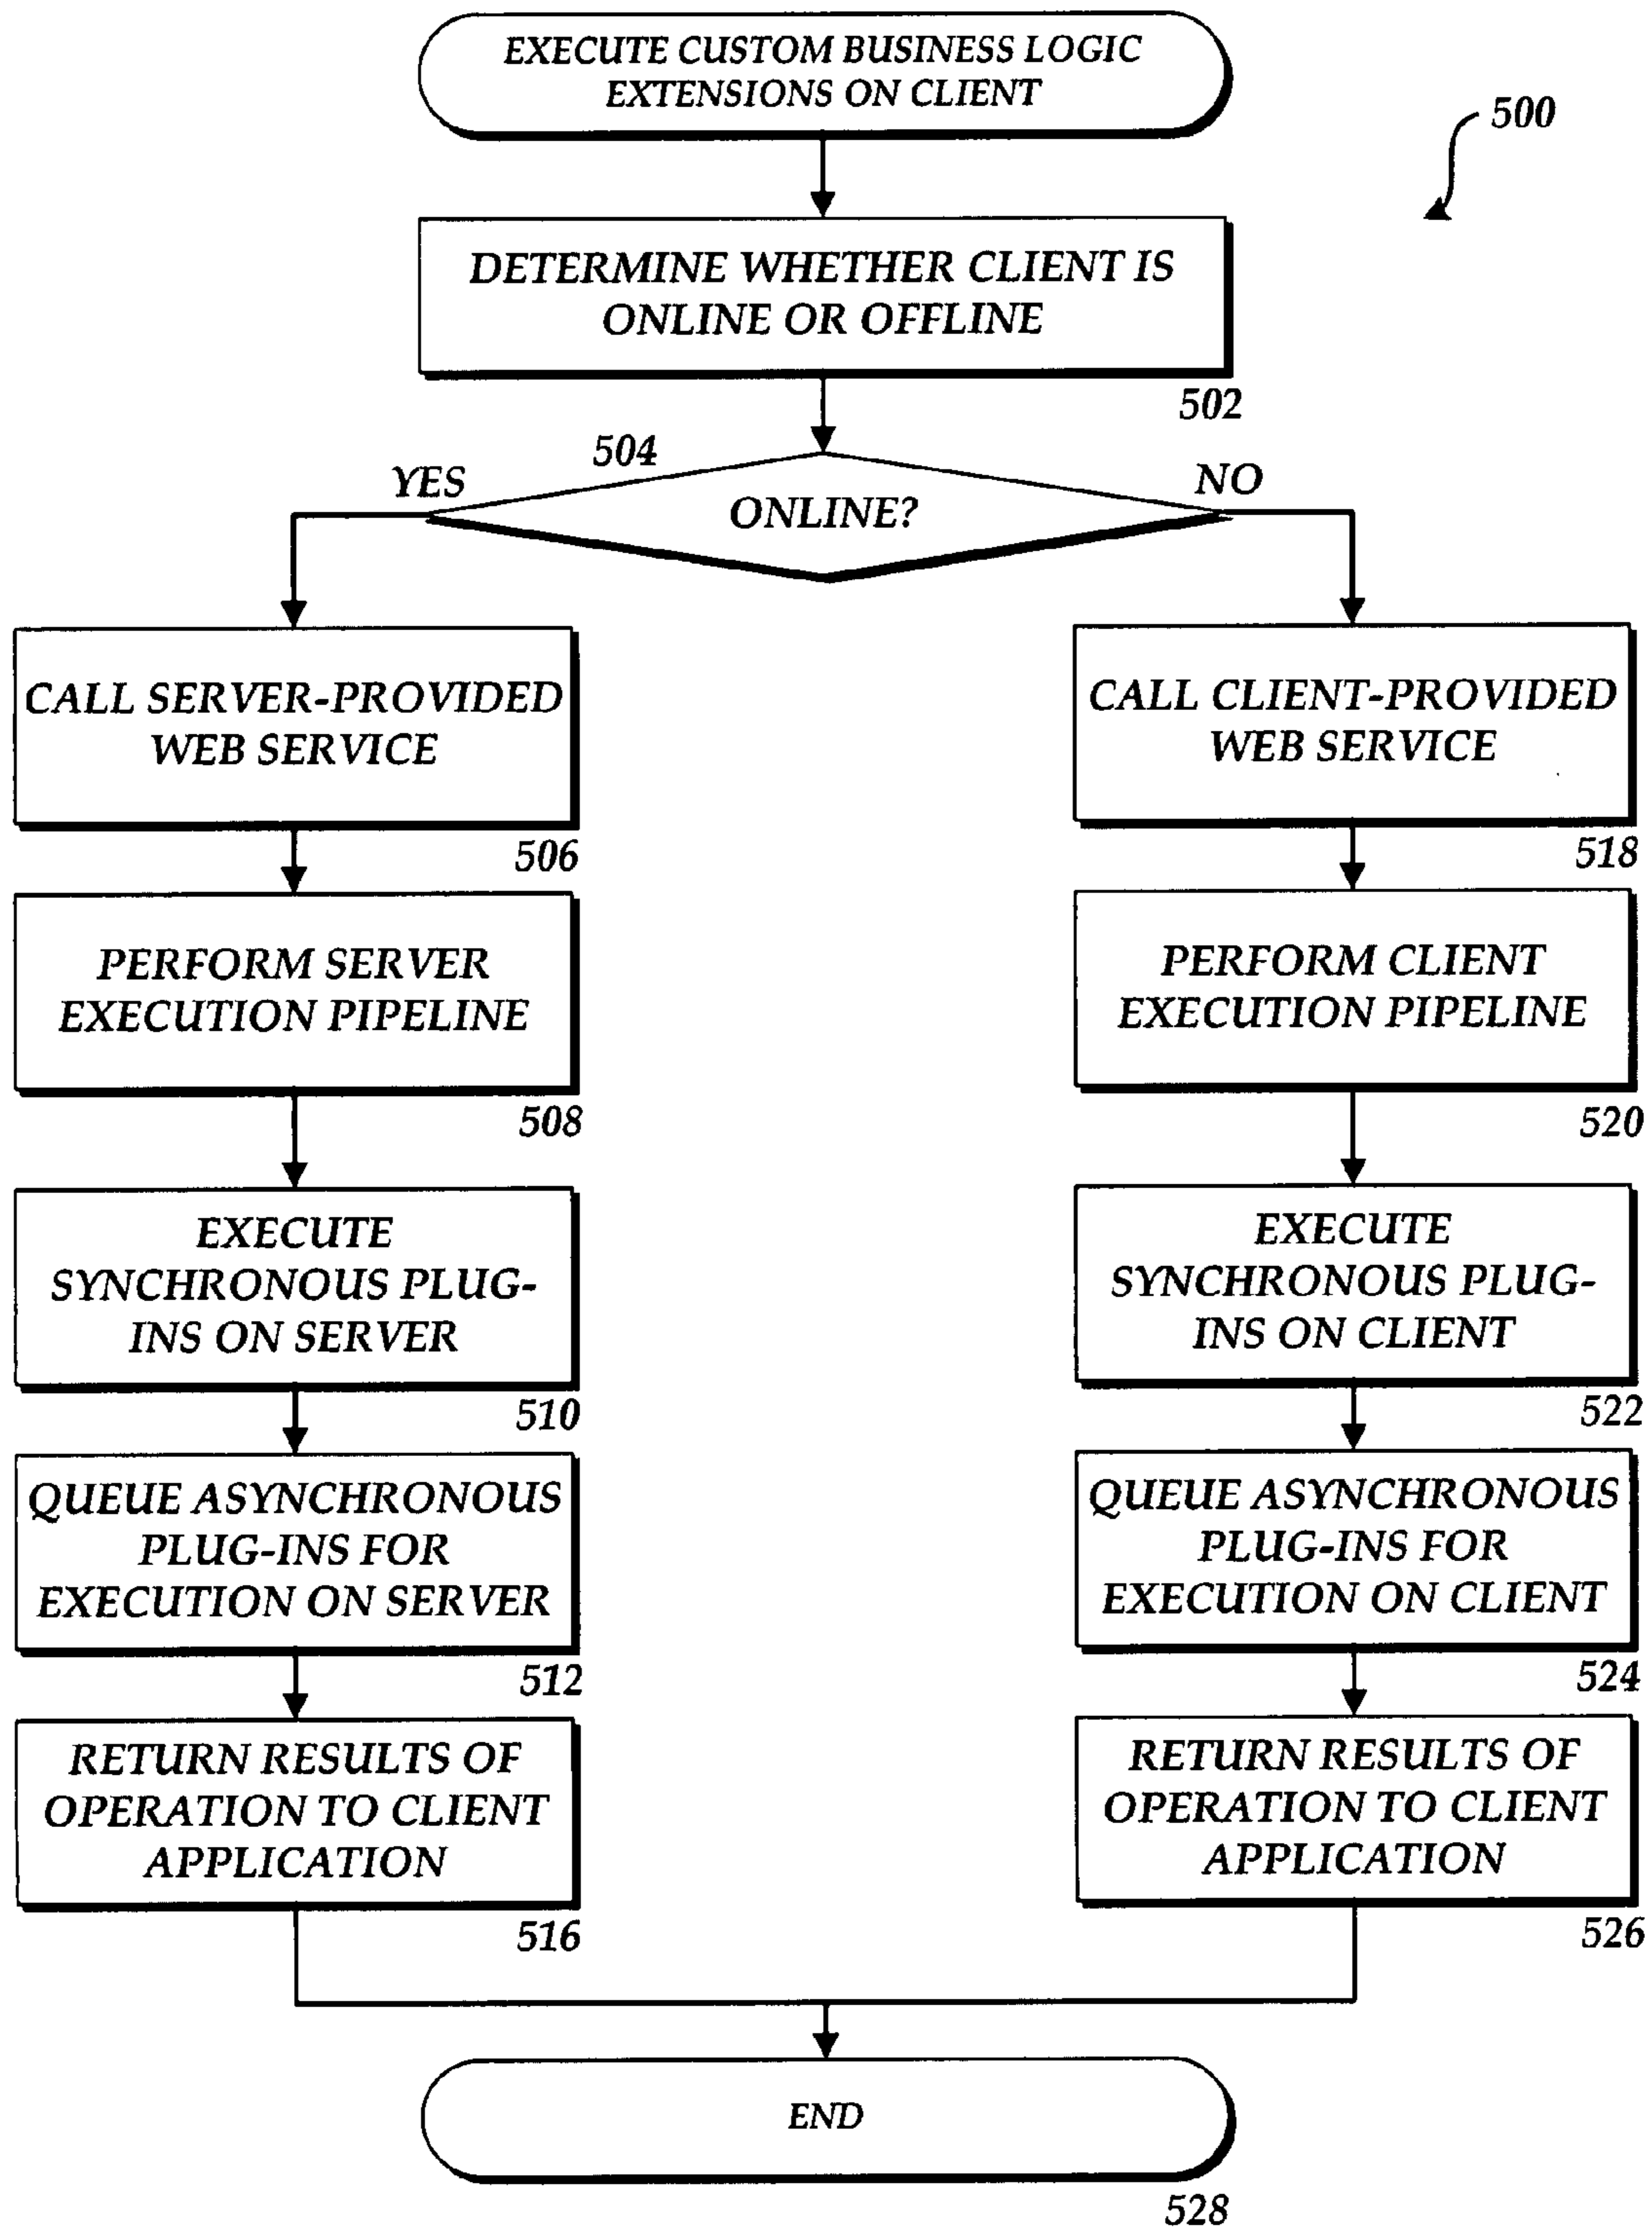 EXECUTE CUSTOM BUSINESS LOGIC
EXTENSIONS ON CLIENT
500
DETERMINE WHETHER CLIENT IS
ONLINE OR OFFLINE
502
504
YES
NO
ONLINE?
CALL SERVER-PROVIDED
WEB SERVICE
506
PERFORM SERVER
EXECUTION PIPELINE
508
EXECUTE
SYNCHRONOUS PLUG-
INS ON SERVER
510
QUEUE ASYNCHRONOUS
PLUG-INS FOR
EXECUTION ON SERVER
512
RETURN RESULTS OF
OPERATION TO CLIENT
APPLICATION
516
CALL CLIENT-PROVIDED
WEB SERVICE
518
PERFORM CLIENT
EXECUTION PIPELINE
520
EXECUTE
SYNCHRONOUS PLUG-
INS ON CLIENT
522
QUEUE ASYNCHRONOUS
PLUG-INS FOR
EXECUTION ON CLIENT
524
RETURN RESULTS OF
OPERATION TO CLIENT
APPLICATION
526
END
528